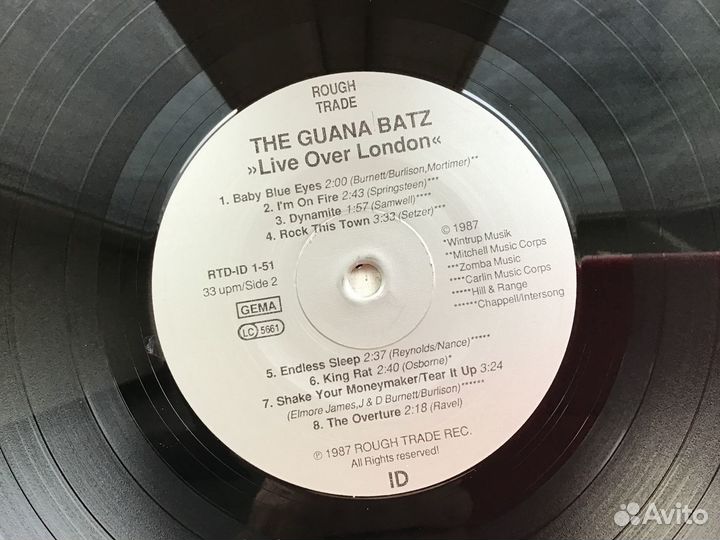 ROUGH
TRADE
THE GUANA BATZ
»Live Over London«
1. Baby Blue Eyes 2:00 (Burnett/Burlison,Mortimer)**
2. I'm On Fire 2:43 (Springsteen)***
3. Dynamite 1:57 (Samwell)****
4. Rock This Town 3:33 (Setzer)***
RTD-ID 1-51
33 upm/Side 2
GEMA
LC 5661
© 1987
*Wintrup Musik
**Mitchell Music Corps
***Zomba Music
****Carlin Music Corps
*****Hill & Range
******Chappell/Intersong
5. Endless Sleep 2:37 (Reynolds/Nance)*****
6. King Rat 2:40 (Osborne)*
7. Shake Your Moneymaker/Tear It Up 3:24
(Elmore James,J & D Burnett/Burlison)******
8. The Overture 2:18 (Ravel)
℗ 1987 ROUGH TRADE REC.
All Rights reserved!
ID
Avito